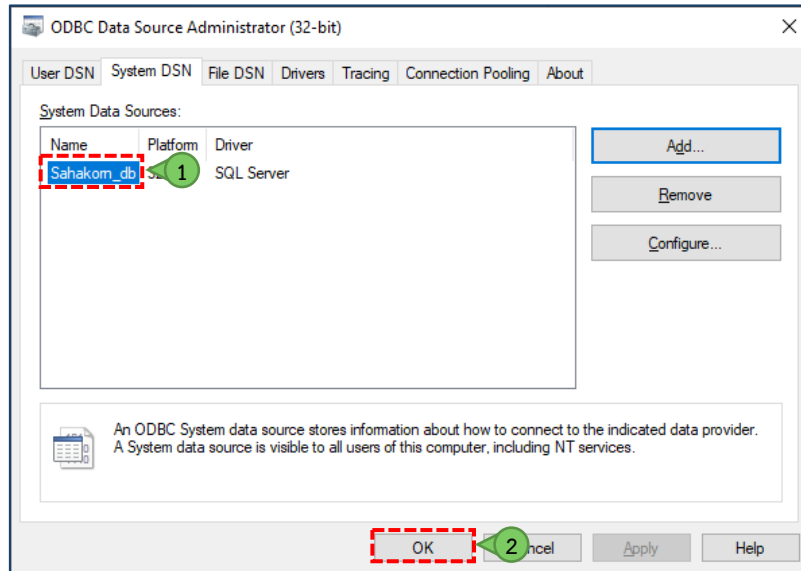 ODBC Data Source Administrator (32-bit)
User DSN System DSN File DSN Drivers Tracing Connection Pooling About
System Data Sources:
Name Platform Driver
Sahakorn_db 1 SQL Server
Add...
Remove
Configure...
An ODBC System data source stores information about how to connect to the indicated data provider.
A System data source is visible to all users of this computer, including NT services.
OK 2 Apply Help